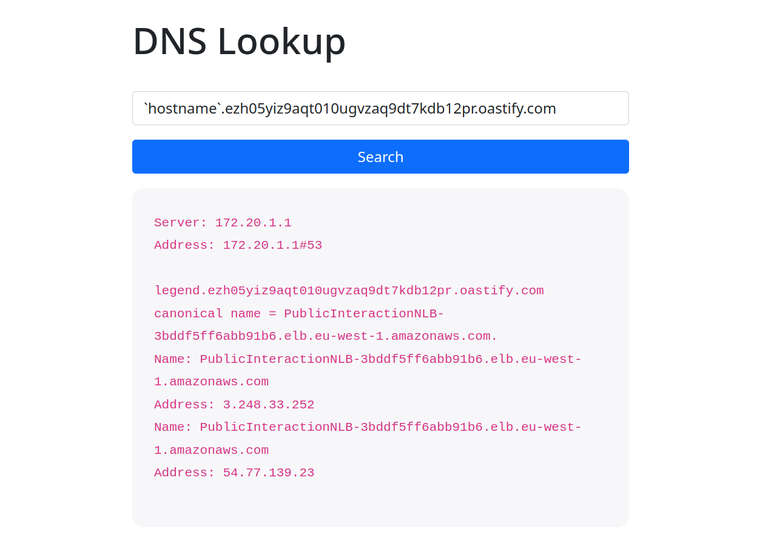 DNS Lookup
`hostname`.ezh05yiz9aqt010ugvzaq9dt7kdb12pr.oastify.com
Search
Server: 172.20.1.1
Address: 172.20.1.1#53
legend.ezh05yiz9aqt010ugvzaq9dt7kdb12pr.oastify.com
canonical name = PublicInteractionNLB-
3bddf5ff6abb91b6.elb.eu-west-1.amazonaws.com.
Name: PublicInteractionNLB-3bddf5ff6abb91b6.elb.eu-west-
1.amazonaws.com
Address: 3.248.33.252
Name: PublicInteractionNLB-3bddf5ff6abb91b6.elb.eu-west-
1.amazonaws.com
Address: 54.77.139.23